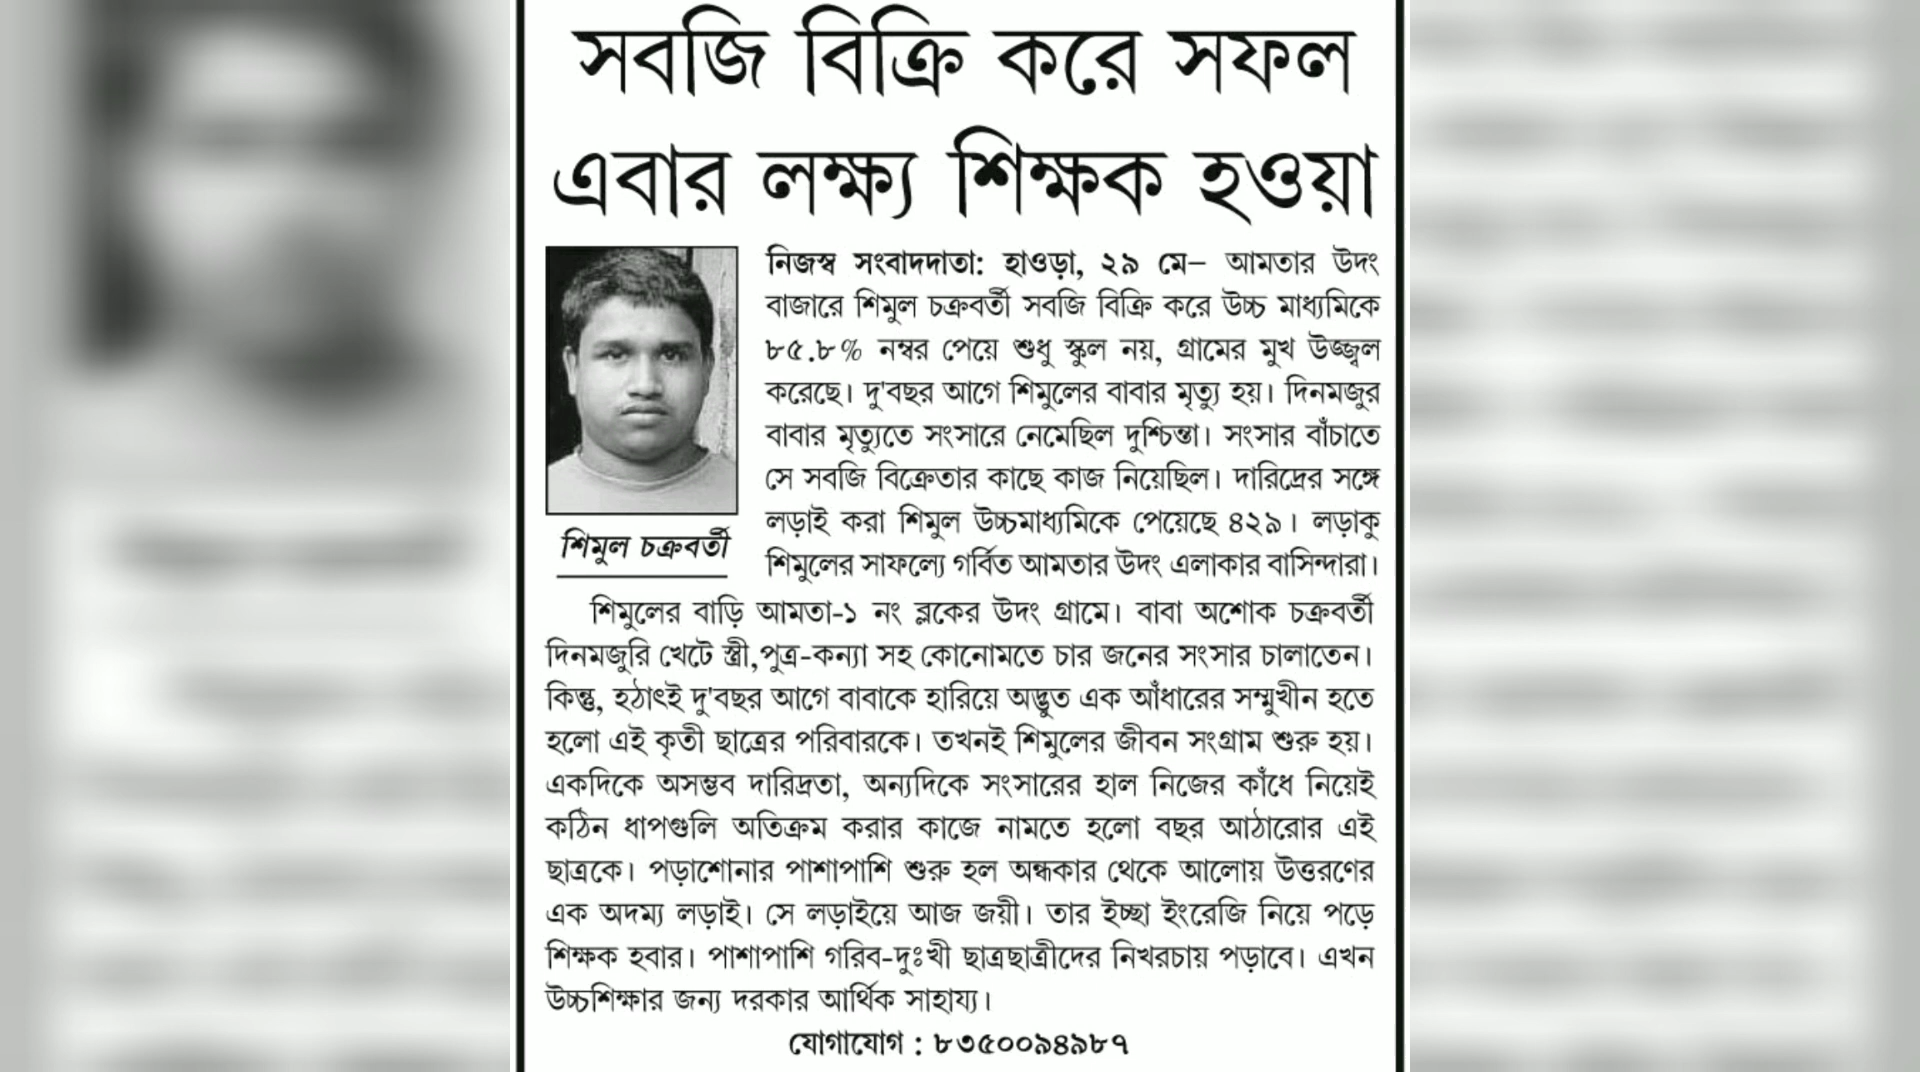 সবজি বিক্রি করে সফল
এবার লক্ষ্য শিক্ষক হওয়া
নিজস্ব সংবাদদাতা: হাওড়া, ২৯ মে– আমতার উদং
বাজারে শিমুল চক্রবর্তী সবজি বিক্রি করে উচ্চ মাধ্যমিকে
৮৫.৮% নম্বর পেয়ে শুধু স্কুল নয়, গ্রামের মুখ উজ্জ্বল
করেছে। দু'বছর আগে শিমুলের বাবার মৃত্যু হয়। দিনমজুর
বাবার মৃত্যুতে সংসারে নেমেছিল দুশ্চিন্তা। সংসার বাঁচাতে
সে সবজি বিক্রেতার কাছে কাজ নিয়েছিল। দারিদ্রের সঙ্গে
লড়াই করা শিমুল উচ্চমাধ্যমিকে পেয়েছে ৪২৯। লড়াকু
শিমুলের সাফল্যে গর্বিত আমতার উদং এলাকার বাসিন্দারা।
শিমুল চক্রবর্তী
শিমুলের বাড়ি আমতা-১ নং ব্লকের উদং গ্রামে। বাবা অশোক চক্রবর্তী
দিনমজুরি খেটে স্ত্রী,পুত্র-কন্যা সহ কোনোমতে চার জনের সংসার চালাতেন।
কিন্তু, হঠাৎই দু'বছর আগে বাবাকে হারিয়ে অদ্ভুত এক আঁধারের সম্মুখীন হতে
হলো এই কৃতী ছাত্রের পরিবারকে। তখনই শিমুলের জীবন সংগ্রাম শুরু হয়।
একদিকে অসম্ভব দারিদ্রতা, অন্যদিকে সংসারের হাল নিজের কাঁধে নিয়েই
কঠিন ধাপগুলি অতিক্রম করার কাজে নামতে হলো বছর আঠারোর এই
ছাত্রকে। পড়াশোনার পাশাপাশি শুরু হল অন্ধকার থেকে আলোয় উত্তরণের
এক অদম্য লড়াই। সে লড়াইয়ে আজ জয়ী। তার ইচ্ছা ইংরেজি নিয়ে পড়ে
শিক্ষক হবার। পাশাপাশি গরিব-দুঃখী ছাত্রছাত্রীদের নিখরচায় পড়াবে। এখন
উচ্চশিক্ষার জন্য দরকার আর্থিক সাহায্য।
যোগাযোগ : ৮৩৫০০৯৪৯৮৭